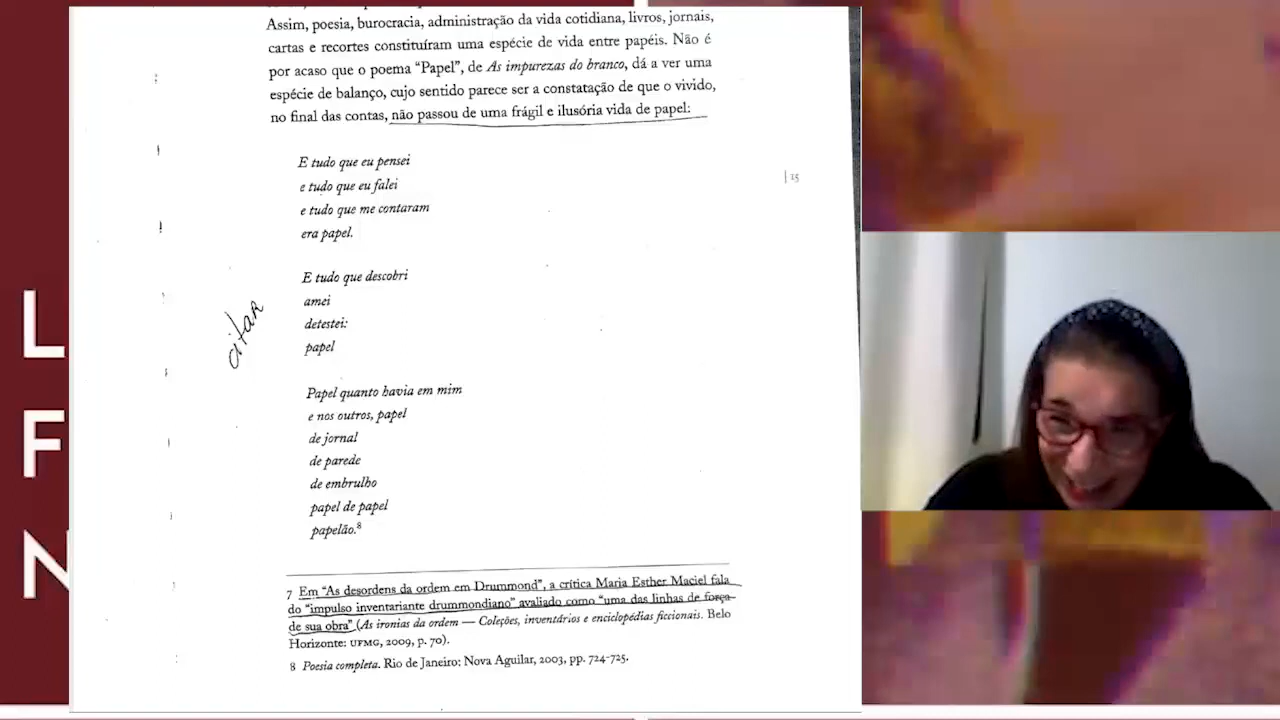 Assim, poesia, burocracia, administração da vida cotidiana, livros, jornais,
cartas e recortes constituíram uma espécie de vida entre papéis. Não é
por acaso que o poema “Papel”, de As impurezas do branco, dá a ver uma
espécie de balanço, cujo sentido parece ser a constatação de que o vivido,
no final das contas, não passou de uma frágil e ilusória vida de papel:
E tudo que eu pensei
e tudo que eu falei
e tudo que me contaram
era papel.
| 15
E tudo que descobri
amei
detestei:
papel
citar
Papel quanto havia em mim
e nos outros, papel
de jornal
de parede
de embrulho
papel de papel
papelão.8
7 Em “As desordens da ordem em Drummond”, a crítica Maria Esther Maciel fala
do “impulso inventariante drummondiano” avaliado como “uma das linhas de força
de sua obra” (As ironias da ordem — Coleções, inventários e enciclopédias ficcionais. Belo
Horizonte: UFMG, 2009, p. 70).
8 Poesia completa. Rio de Janeiro: Nova Aguilar, 2003, pp. 724-725.
L
F
N